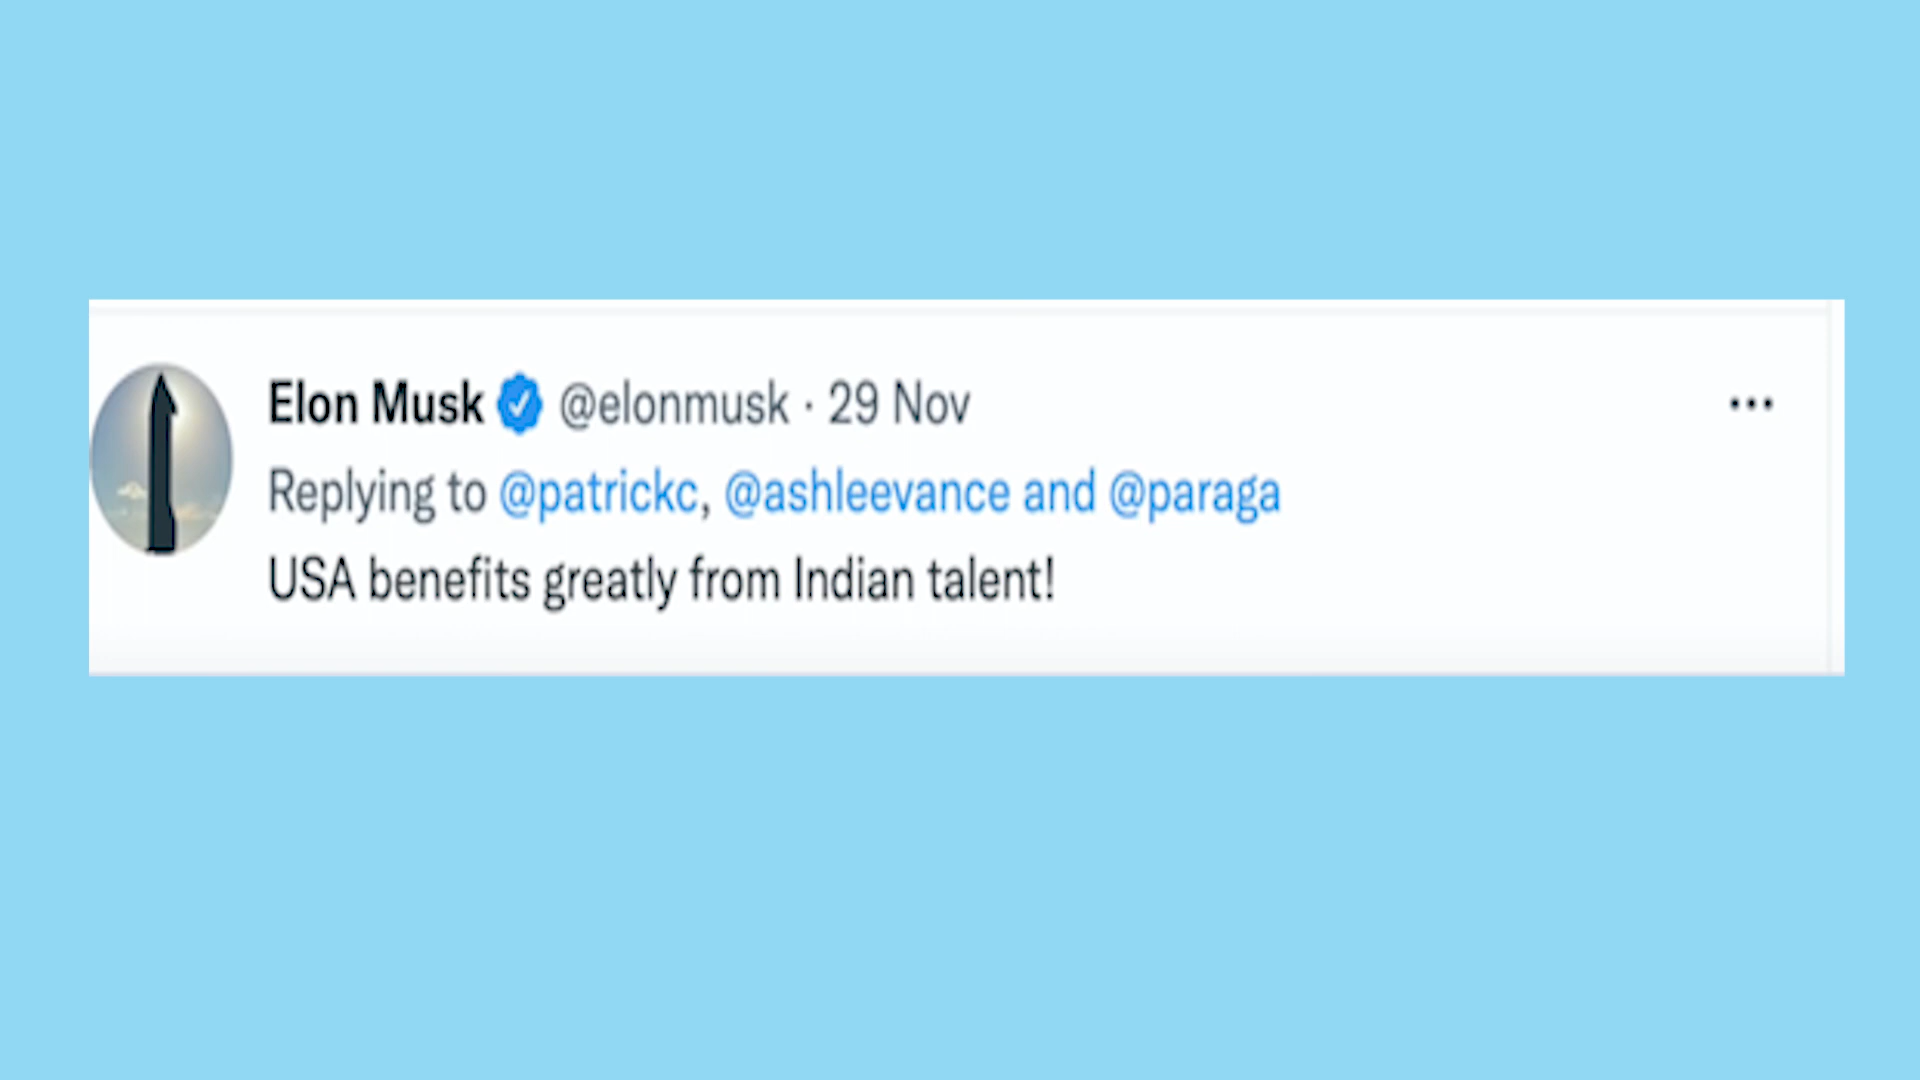 Elon Musk @elonmusk · 29 Nov
Replying to @patrickc, @ashleevance and @paraga
USA benefits greatly from Indian talent!